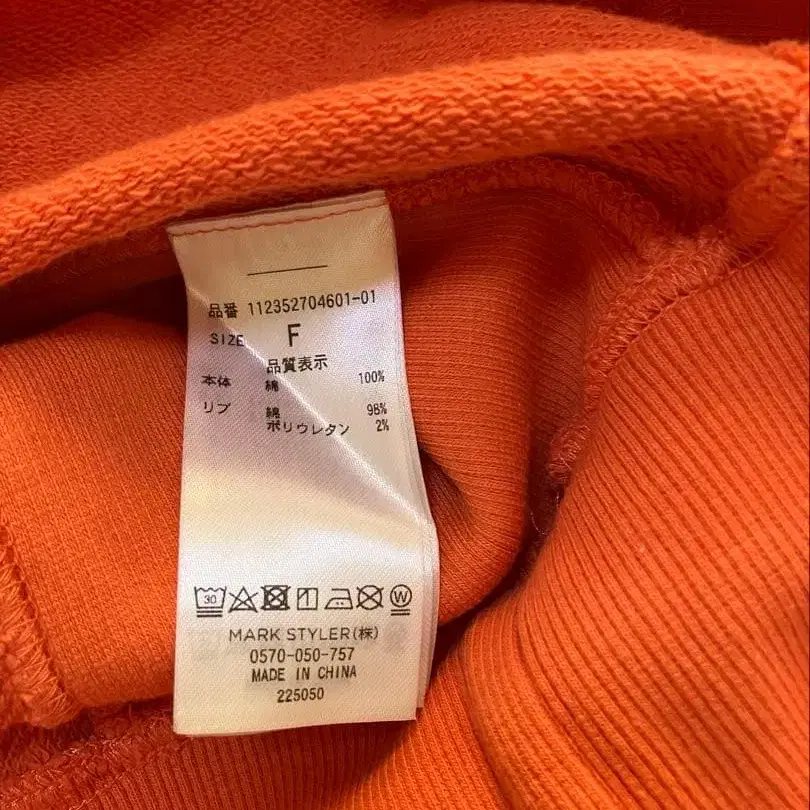 品番 112352704601-01
SIZE F
品質表示
本体 綿 100%
リブ 綿 98%
ポリウレタン 2%
30 W
MARK STYLER(株)
0570-050-757
MADE IN CHINA
225050